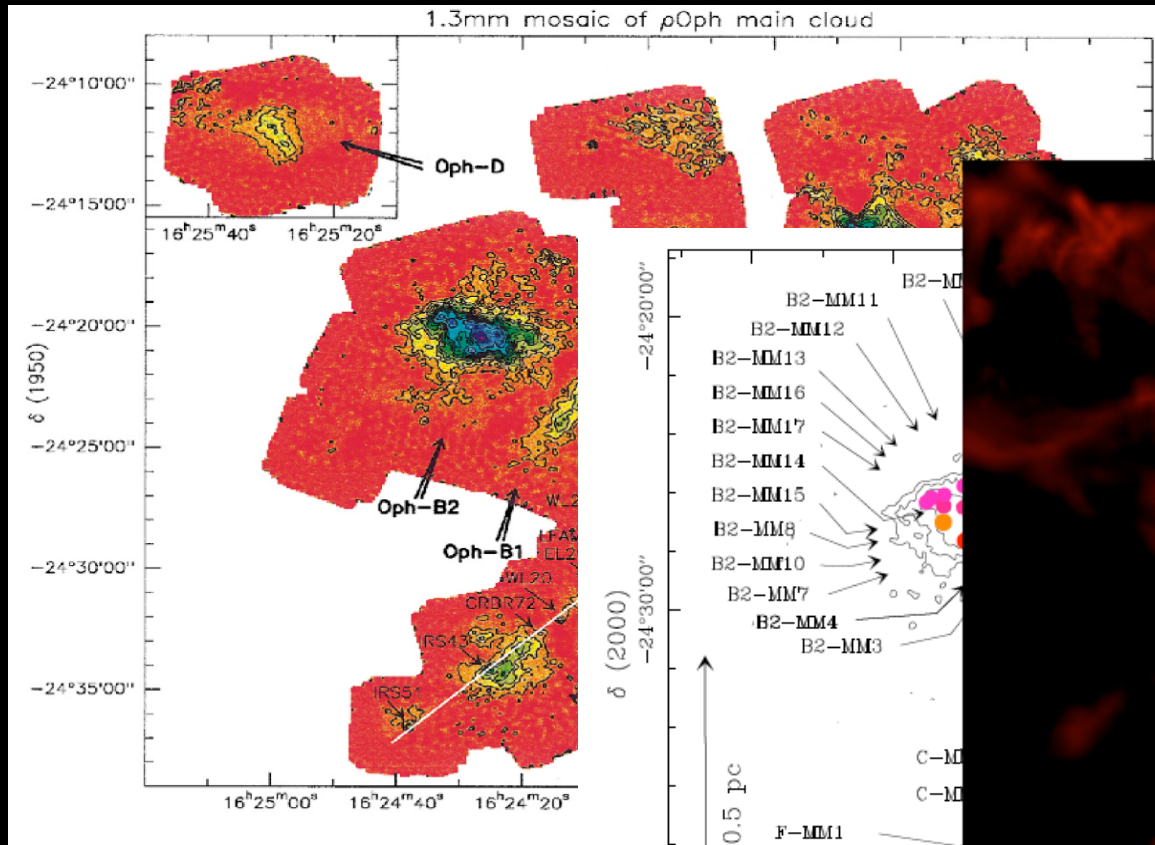 1.3mm mosaic of ρOph main cloud
−24°10'00''
−24°15'00''
−24°20'00''
−24°25'00''
−24°30'00''
−24°35'00''
δ (1950)
Oph−D
16ʰ25ᵐ40ˢ
16ʰ25ᵐ20ˢ
Oph−B2
Oph−B1
WL20
CRBR72
IRS43
IRS51
16ʰ25ᵐ00ˢ
16ʰ24ᵐ40ˢ
16ʰ24ᵐ20ˢ
−24°20'00''
−24°30'00''
δ (2000)
B2−MM11
B2−MM12
B2−MM13
B2−MM16
B2−MM17
B2−MM14
B2−MM15
B2−MM8
B2−MM10
B2−MM7
B2−MM4
B2−MM3
F−MM1
0.5 pc